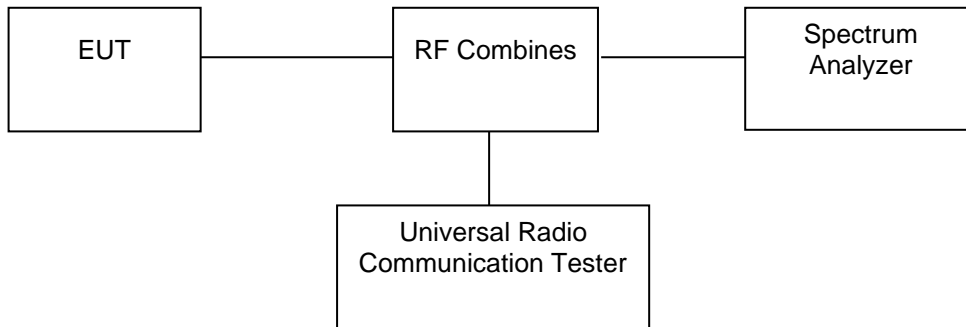 EUT
RF Combines
Spectrum
Analyzer
Universal Radio
Communication Tester